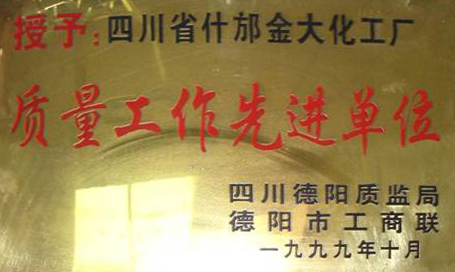 授予:四川省什邡金大化工厂
质量工作先进单位
四川德阳质监局
德阳市工商联
一九九九年十月